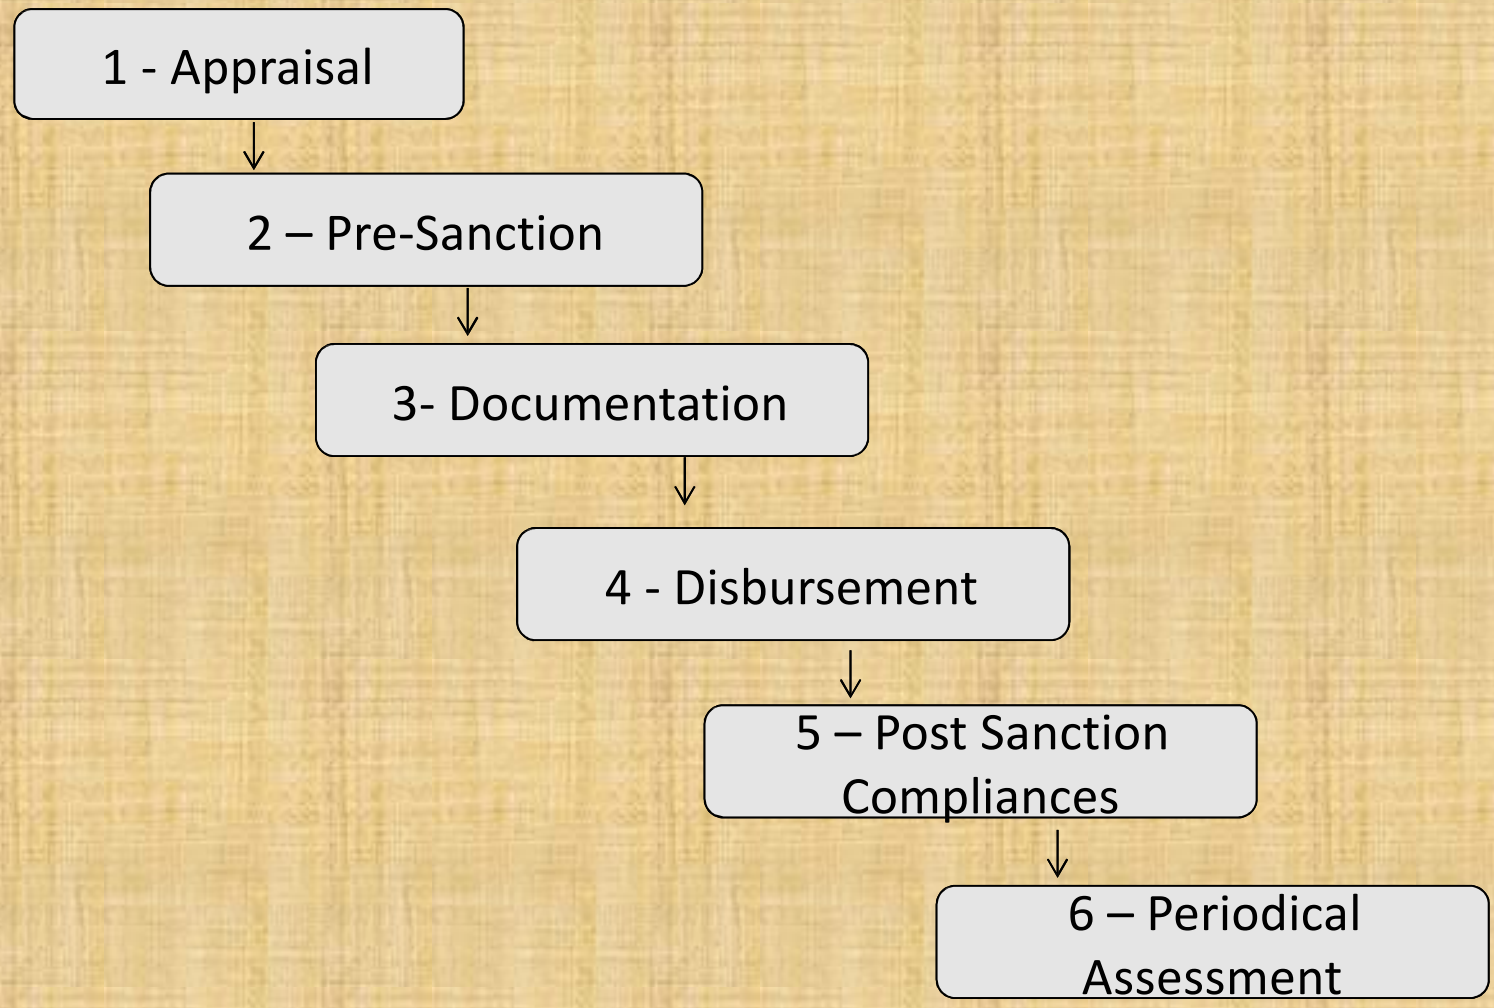 1 - Appraisal
2 – Pre-Sanction
3- Documentation
4 - Disbursement
5 – Post Sanction
Compliances
6 – Periodical
Assessment